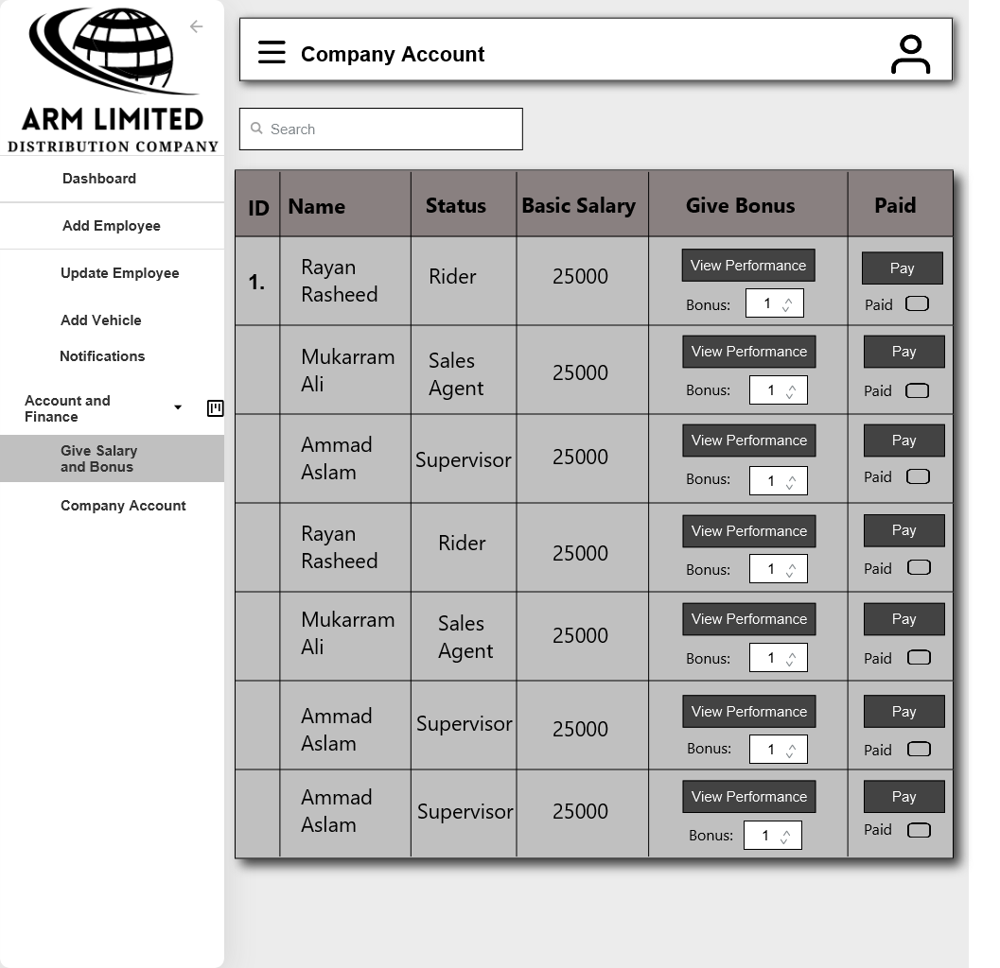 ARM LIMITED
DISTRIBUTION COMPANY
Dashboard
Add Employee
Update Employee
Add Vehicle
Notifications
Account and
Finance
Give Salary
and Bonus
Company Account
Company Account
Search
ID Name Status Basic Salary Give Bonus Paid
1. Rayan
Rasheed Rider 25000 View Performance Pay
Bonus: 1 Paid
Mukarram
Ali Sales
Agent 25000 View Performance Pay
Bonus: 1 Paid
Ammad
Aslam Supervisor 25000 View Performance Pay
Bonus: 1 Paid
Rayan
Rasheed Rider 25000 View Performance Pay
Bonus: 1 Paid
Mukarram
Ali Sales
Agent 25000 View Performance Pay
Bonus: 1 Paid
Ammad
Aslam Supervisor 25000 View Performance Pay
Bonus: 1 Paid
Ammad
Aslam Supervisor 25000 View Performance Pay
Bonus: 1 Paid